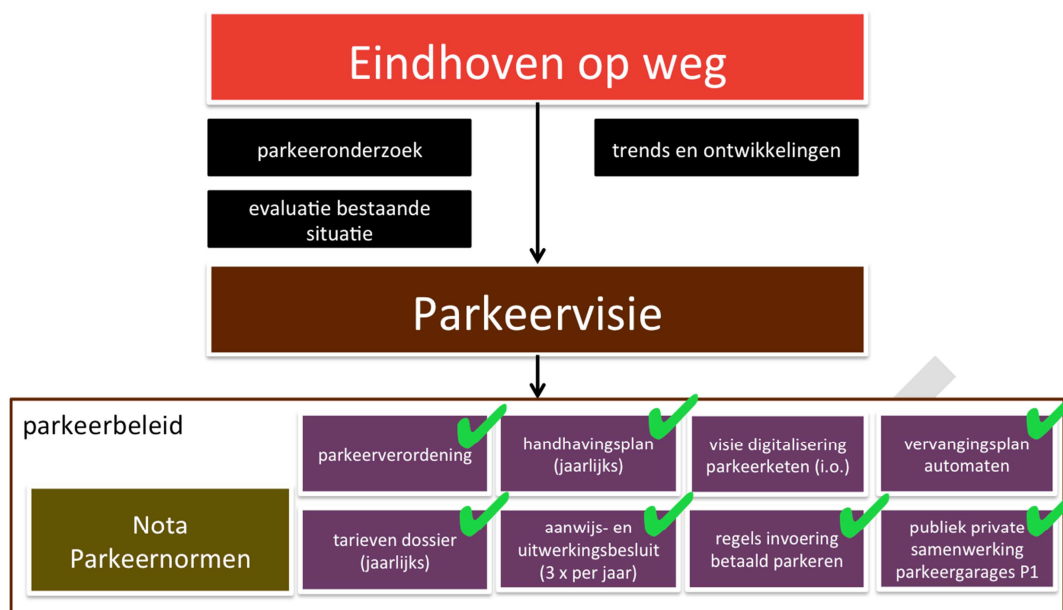 Eindhoven op weg
parkeeronderzoek
trends en ontwikkelingen
evaluatie bestaande
situatie
Parkeervisie
parkeerbeleid
parkeerverordening
handhavingsplan
(jaarlijks)
visie digitalisering
parkeerketen (i.o.)
vervangingsplan
automaten
Nota
Parkeernormen
tarieven dossier
(jaarlijks)
aanwijs- en
uitwerkingsbesluit
(3 x per jaar)
regels invoering
betaald parkeren
publiek private
samenwerking
parkeergarages P1